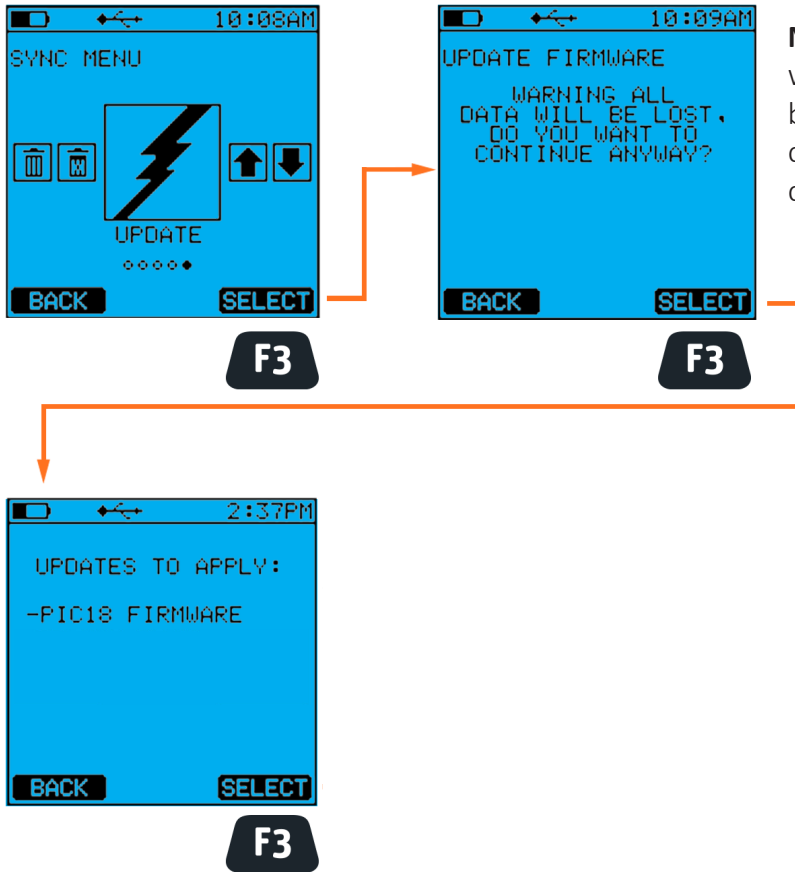 10:08AM
SYNC MENU
UPDATE
BACK SELECT
F3
10:09AM
UPDATE FIRMWARE
WARNING ALL
DATA WILL BE LOST.
DO YOU WANT TO
CONTINUE ANYWAY?
BACK SELECT
F3
2:37PM
UPDATES TO APPLY:
-PIC18 FIRMWARE
BACK SELECT
F3